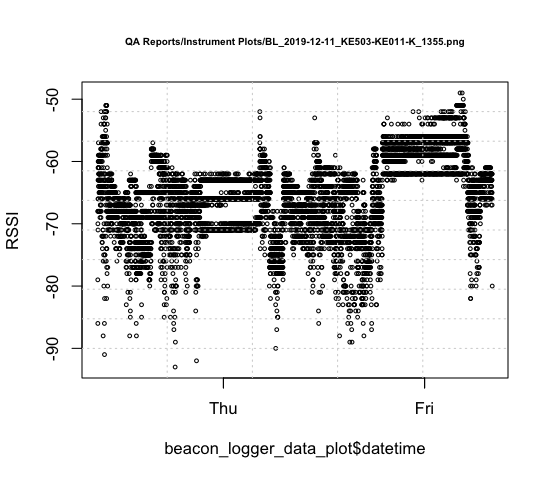 QA Reports/Instrument Plots/BL_2019-12-11_KE503-KE011-K_1355.png
-50
-60
-70
-80
-90
RSSI
Thu
Fri
beacon_logger_data_plot$datetime